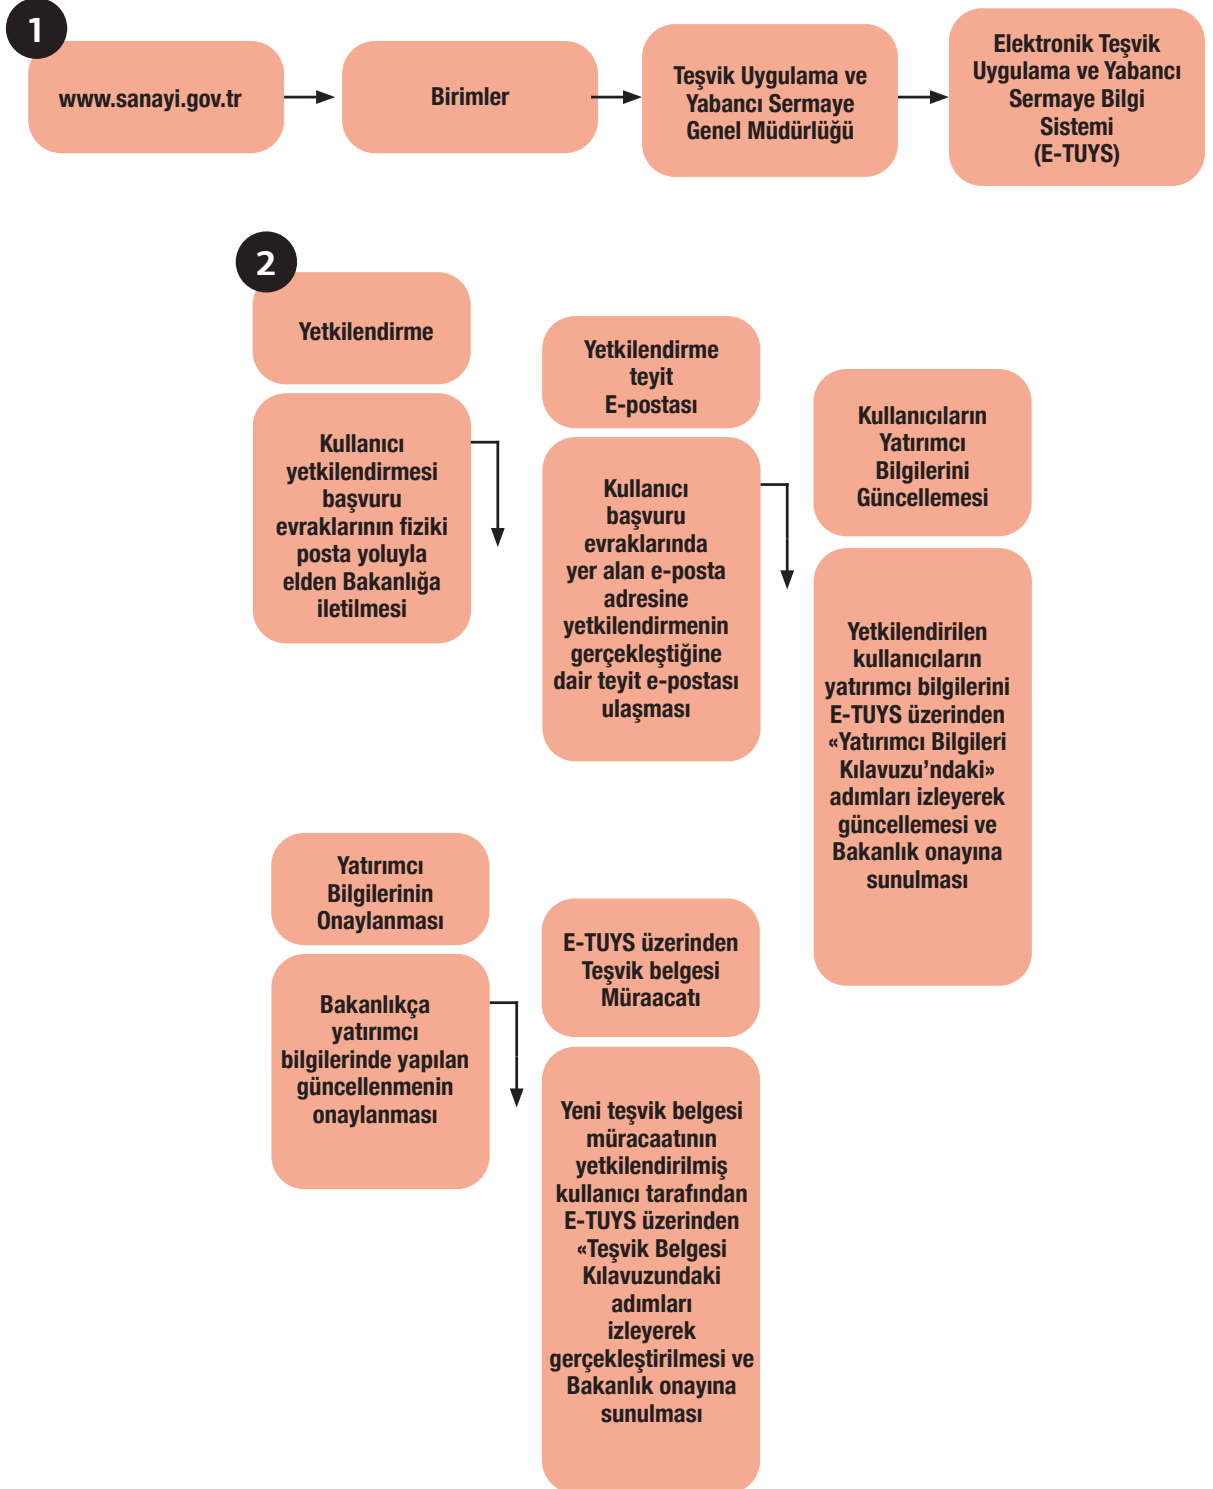 1
www.sanayi.gov.tr
Birimler
Teşvik Uygulama ve
Yabancı Sermaye
Genel Müdürlüğü
Elektronik Teşvik
Uygulama ve Yabancı
Sermaye Bilgi
Sistemi
(E-TUYS)
2
Yetkilendirme
Kullanıcı
yetkilendirmesi
başvuru
evraklarının fiziki
posta yoluyla
elden Bakanlığa
iletilmesi
Yetkilendirme
teyit
E-postası
Kullanıcı
başvuru
evraklarında
yer alan e-posta
adresine
yetkilendirmenin
gerçekleştiğine
dair teyit e-postası
ulaşması
Kullanıcıların
Yatırımcı
Bilgilerini
Güncellemesi
Yetkilendirilen
kullanıcıların
yatırımcı bilgilerini
E-TUYS üzerinden
«Yatırımcı Bilgileri
Kılavuzu’ndaki»
adımları izleyerek
güncellemesi ve
Bakanlık onayına
sunulması
Yatırımcı
Bilgilerinin
Onaylanması
Bakanlıkça
yatırımcı
bilgilerinde yapılan
güncellenmenin
onaylanması
E-TUYS üzerinden
Teşvik belgesi
Müraacatı
Yeni teşvik belgesi
müracaatının
yetkilendirilmiş
kullanıcı tarafından
E-TUYS üzerinden
«Teşvik Belgesi
Kılavuzundaki
adımları
izleyerek
gerçekleştirilmesi ve
Bakanlık onayına
sunulması